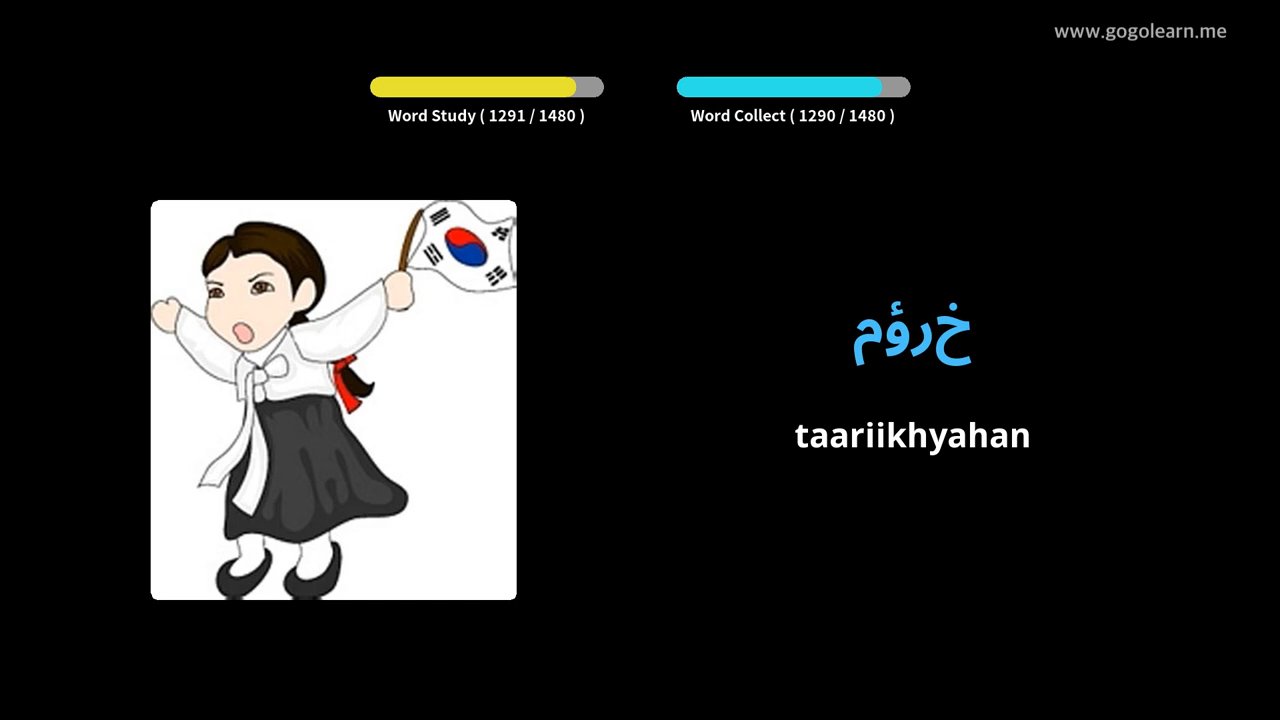 www.gogolearn.me
Word Study ( 1291 / 1480 )
Word Collect ( 1290 / 1480 )
خرؤم
taariikhyahan